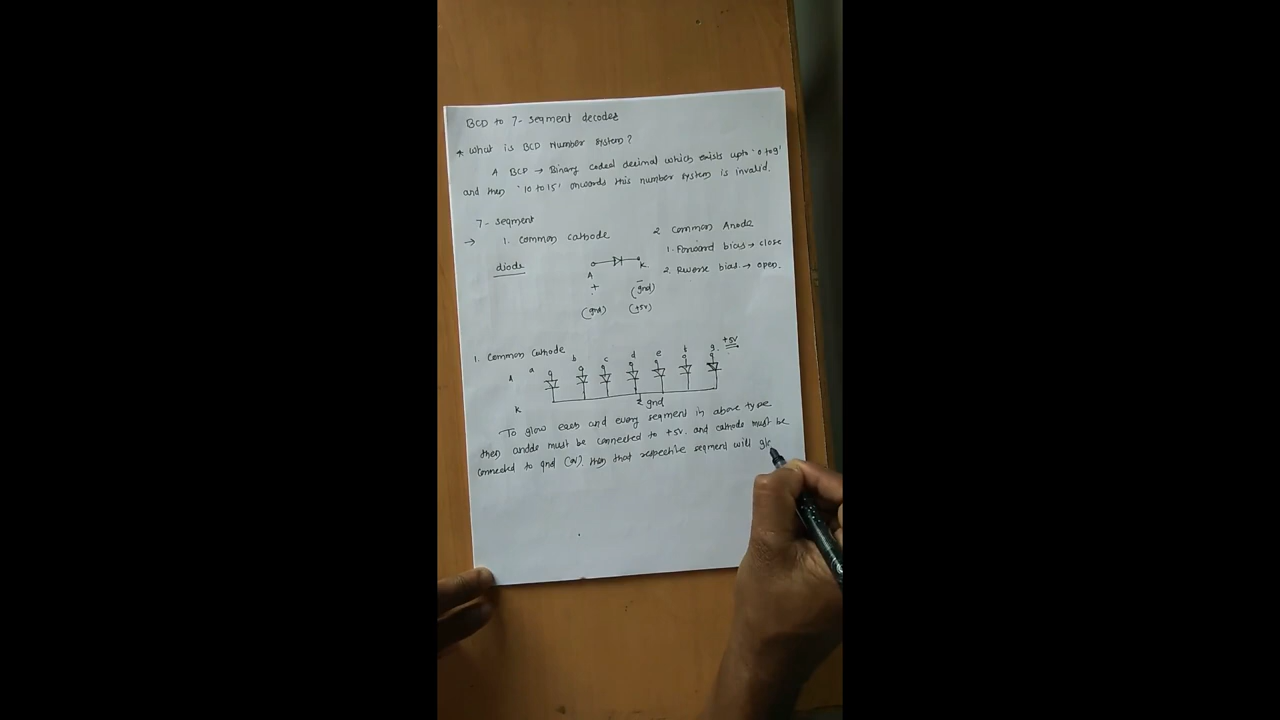 BCD to 7- segment decoder
* What is BCD Number system?
A BCD → Binary coded decimal which exists upto '0 to 9'
and then '10 to 15' onwards this number system is invalid.
7- segment
→ 1. Common cathode 2 Common Anode
1. Forward bias → close
diode A K 2. Reverse bias → open.
+ -
(gnd)
(gnd) (+5V)
1. Common Cathode +5V
A a b c d e f g
K gnd
To glow each and every segment in above type
then anode must be connected to +5V. and cathode must be
connected to gnd (0V). then that respective segment will glo